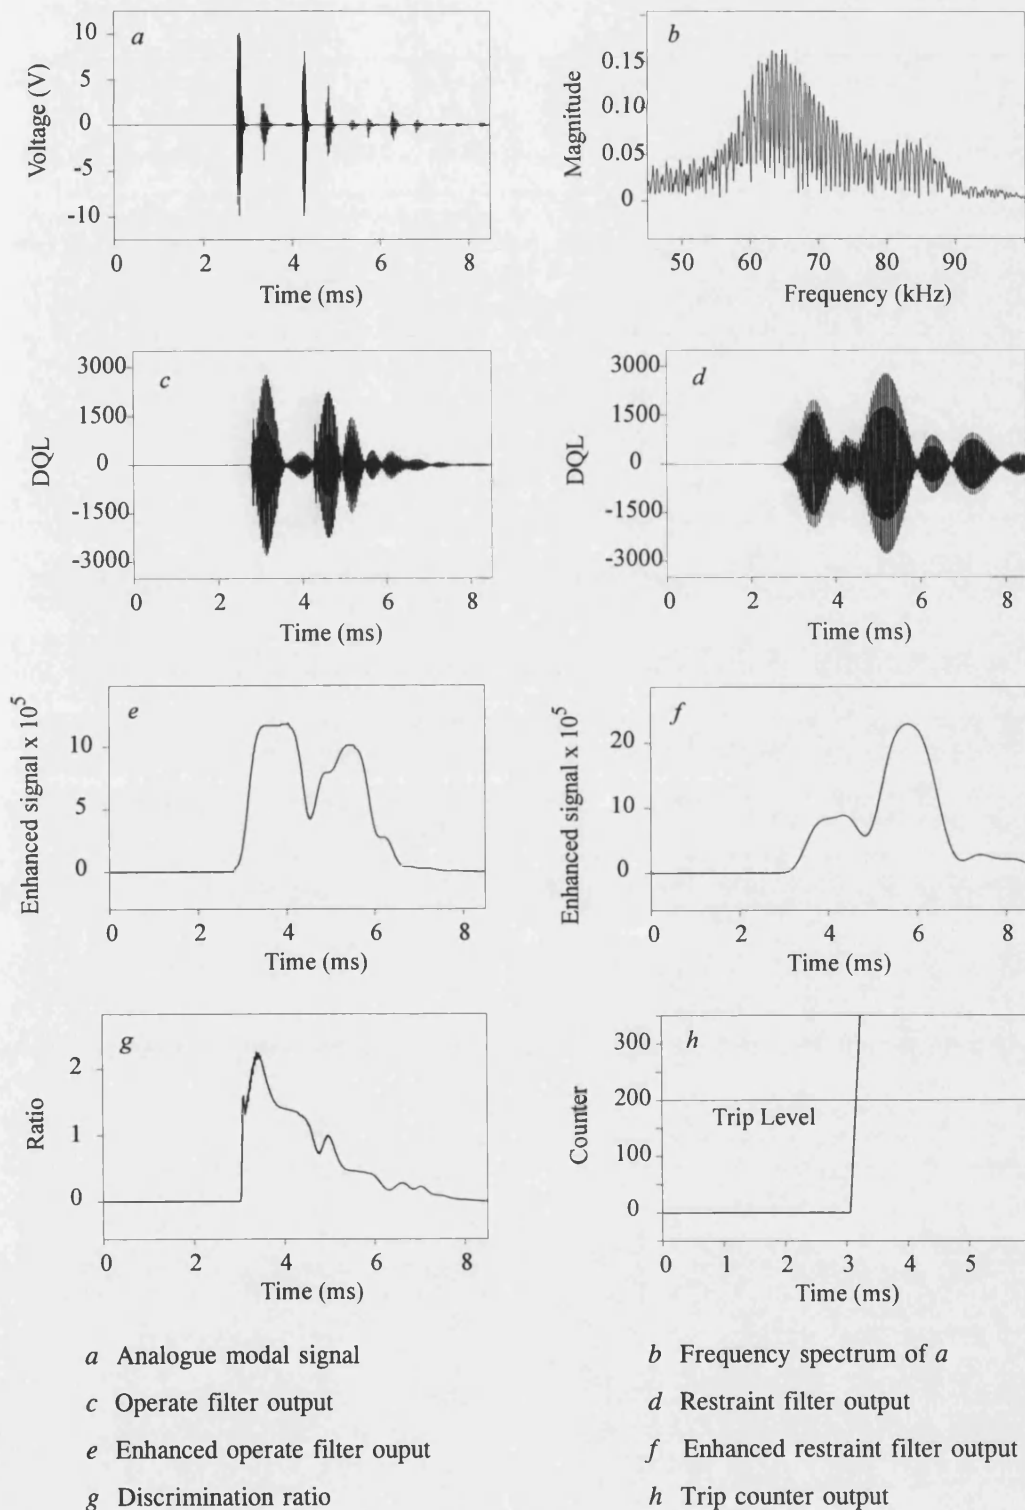 a
Voltage (V)
10
5
0
-5
-10
0 2 4 6 8
Time (ms)
b
Magnitude
0.15
0.10
0.05
0
50 60 70 80 90
Frequency (kHz)
c
DQL
3000
1500
0
-1500
-3000
0 2 4 6 8
Time (ms)
d
DQL
3000
1500
0
-1500
-3000
0 2 4 6 8
Time (ms)
e
Enhanced signal x 10⁵
10
5
0
0 2 4 6 8
Time (ms)
f
Enhanced signal x 10⁵
20
10
0
0 2 4 6 8
Time (ms)
g
Ratio
2
1
0
0 2 4 6 8
Time (ms)
h
Counter
300
200
100
0
Trip Level
0 1 2 3 4 5
Time (ms)
a Analogue modal signal
b Frequency spectrum of a
c Operate filter output
d Restraint filter output
e Enhanced operate filter ouput
f Enhanced restraint filter output
g Discrimination ratio
h Trip counter output